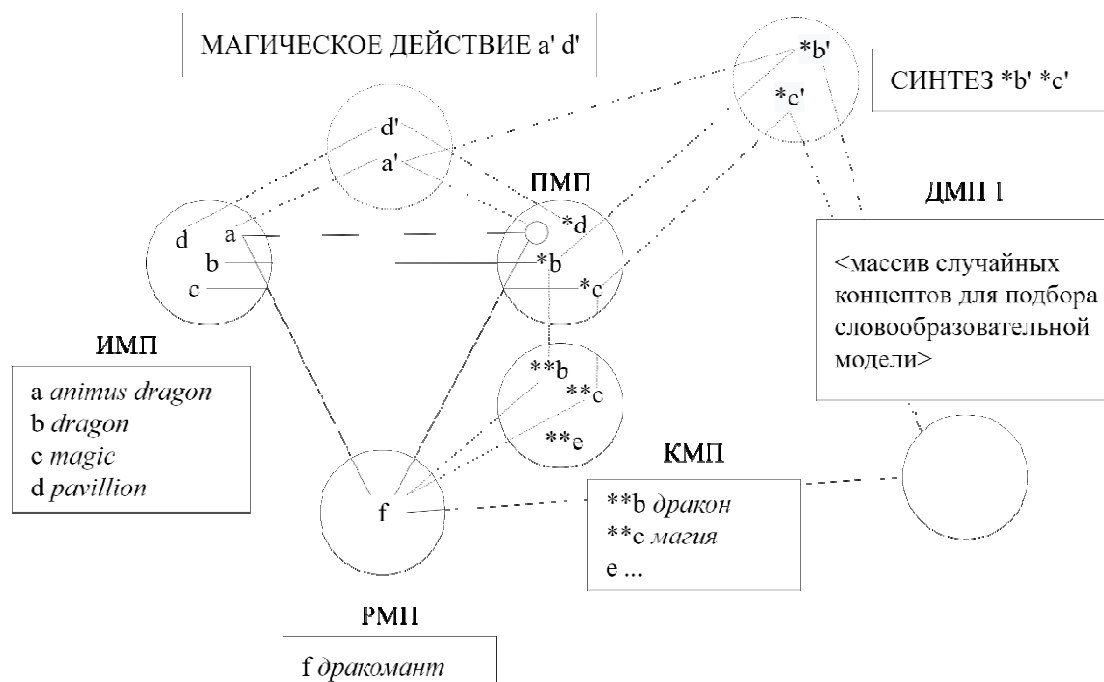 МАГИЧЕСКОЕ ДЕЙСТВИЕ a' d'
*b'
*c'
СИНТЕЗ *b' *c'
d'
a'
ПМП
ДМП 1
d
a
b
c
*d
*b
*c
<массив случайных
концептов для подбора
словообразовательной
модели>
ИМП
a animus dragon
b dragon
c magic
d pavillion
**b
**c
**e
КМП
**b дракон
**c магия
e ...
f
РМП
f дракомант